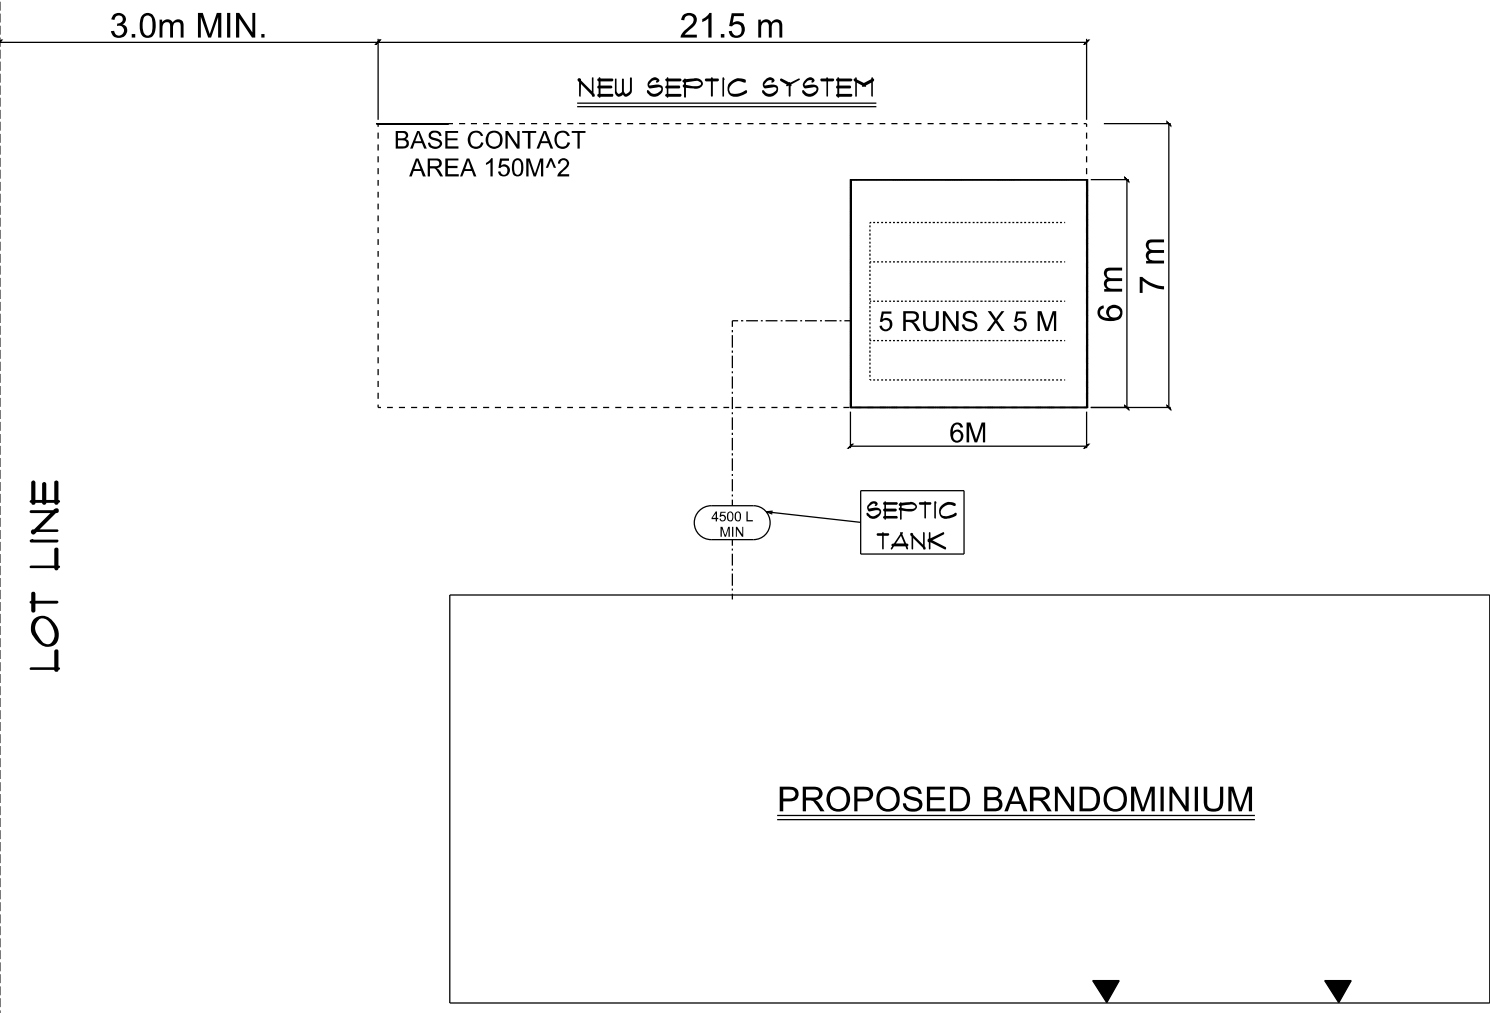 3.0m MIN.
21.5 m
NEW SEPTIC SYSTEM
BASE CONTACT
AREA 150M^2
5 RUNS X 5 M
6 m
7 m
6M
4500 L
MIN
SEPTIC
TANK
LOT LINE
PROPOSED BARNDOMINIUM